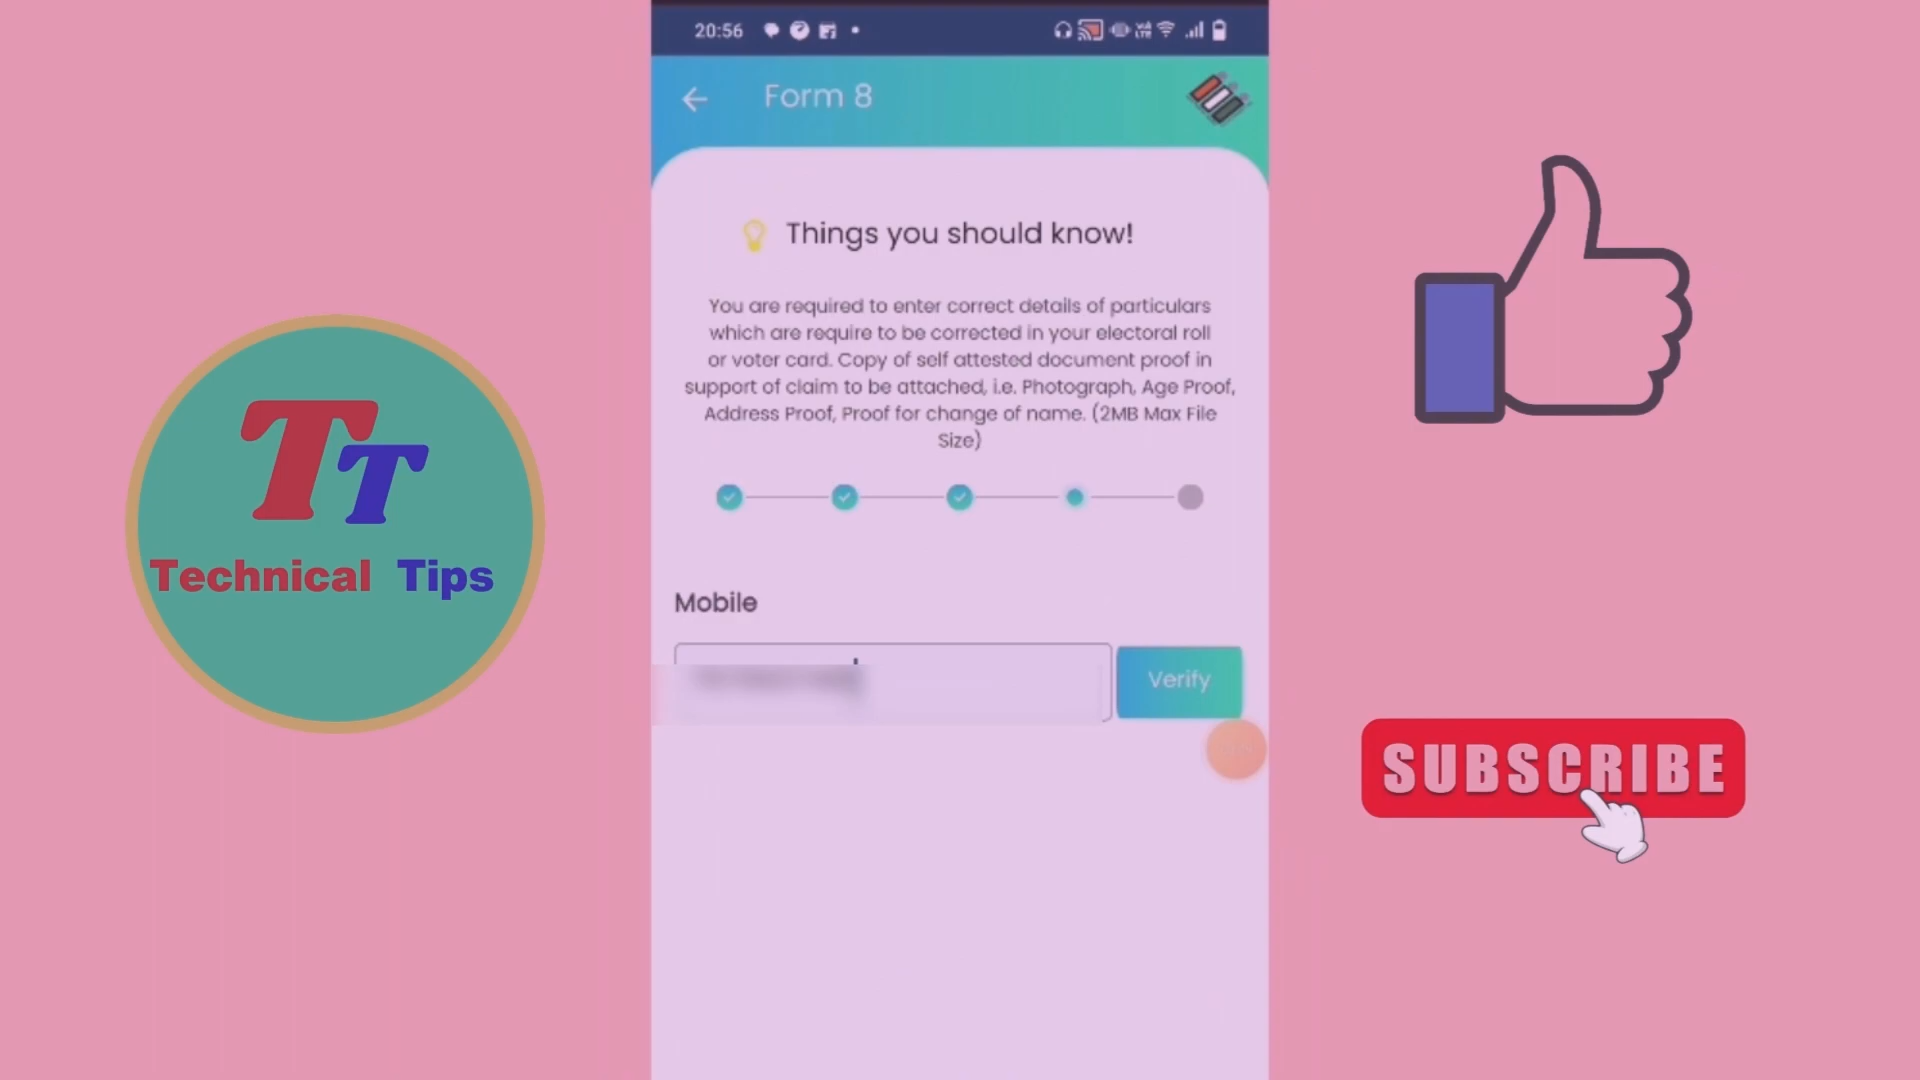 20:56
Form 8
Things you should know!
You are required to enter correct details of particulars
which are require to be corrected in your electoral roll
or voter card. Copy of self attested document proof in
support of claim to be attached, i.e. Photograph, Age Proof,
Address Proof, Proof for change of name. (2MB Max File
Size)
Mobile
Verify
TT
Technical Tips
SUBSCRIBE